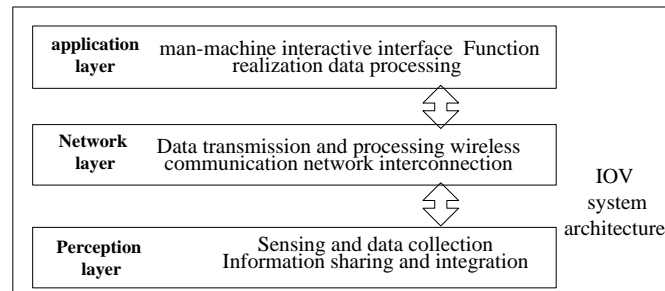 application
layer
man-machine interactive interface Function
realization data processing
Network
layer
Data transmission and processing wireless
communication network interconnection
IOV
system
architecture
Perception
layer
Sensing and data collection
Information sharing and integration